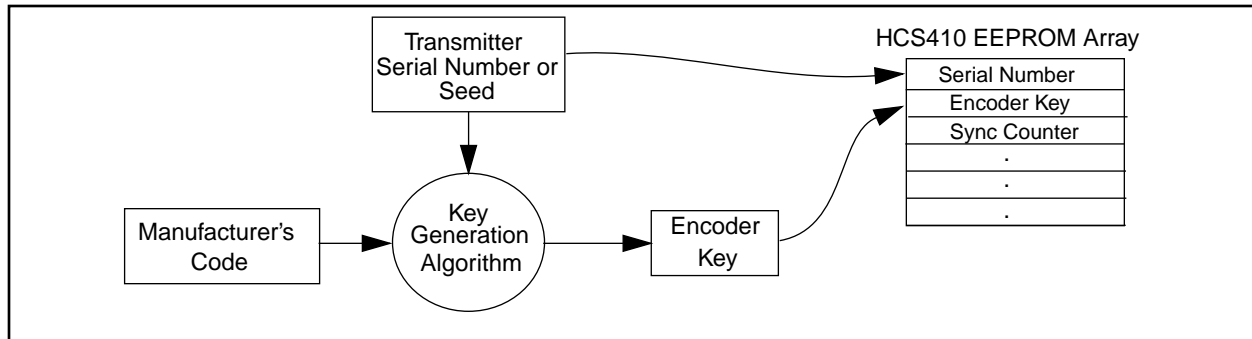 Transmitter
Serial Number or
Seed
HCS410 EEPROM Array
Serial Number
Encoder Key
Sync Counter
.
.
.
Manufacturer's
Code
Key
Generation
Algorithm
Encoder
Key